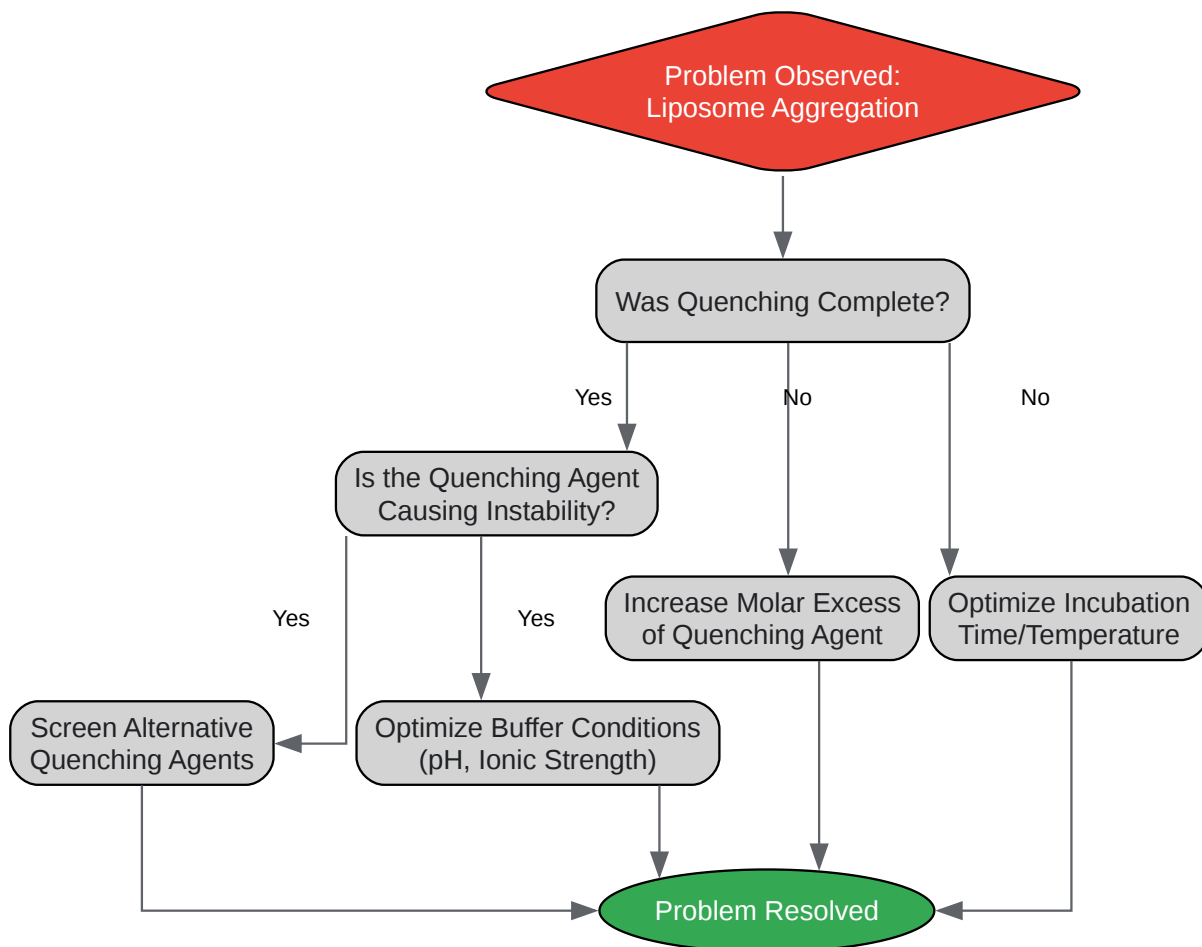 Problem Observed:
Liposome Aggregation
Was Quenching Complete?
Yes
No
No
Is the Quenching Agent
Causing Instability?
Yes
Yes
Increase Molar Excess
of Quenching Agent
Optimize Incubation
Time/Temperature
Screen Alternative
Quenching Agents
Optimize Buffer Conditions
(pH, Ionic Strength)
Problem Resolved